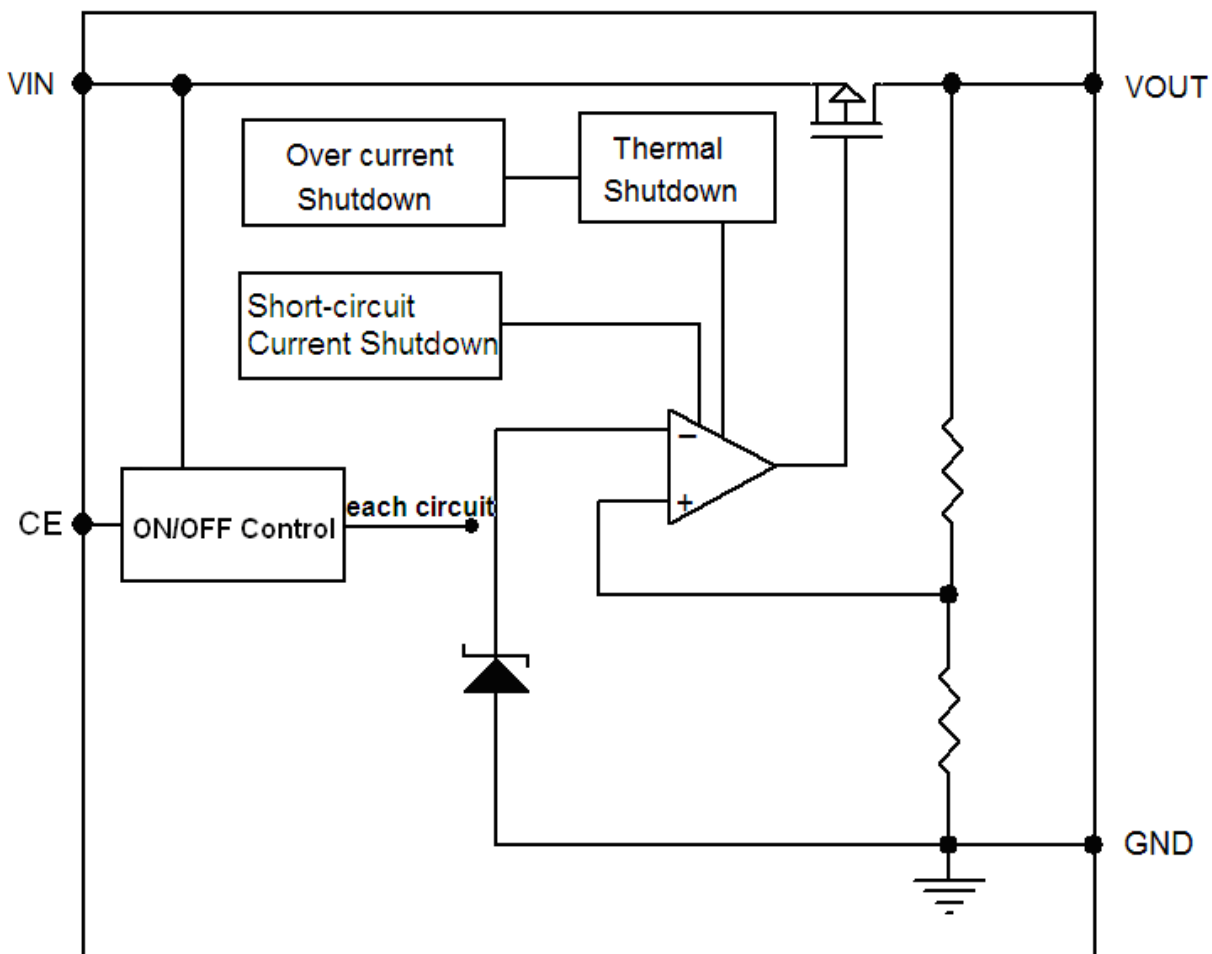 VIN
VOUT
Over current
Shutdown
Thermal
Shutdown
Short-circuit
Current Shutdown
−
+
CE
ON/OFF Control
each circuit
GND